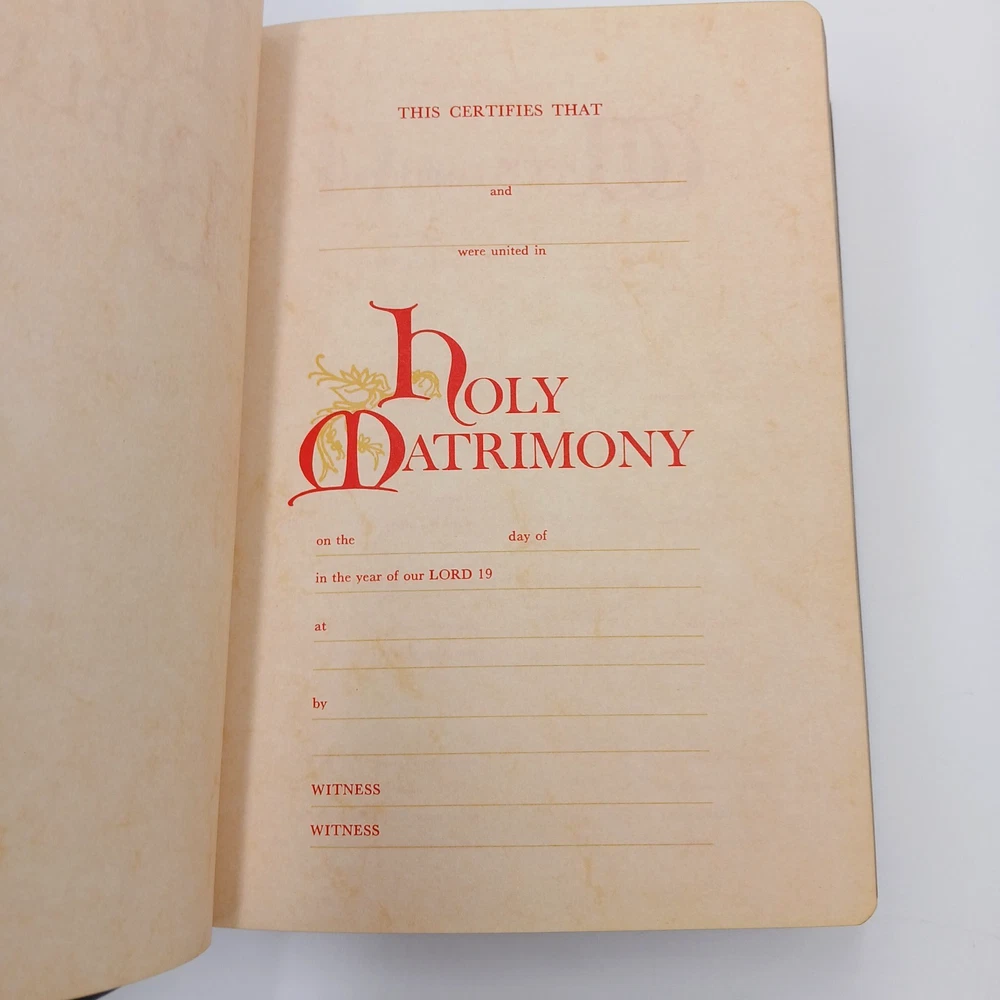 THIS CERTIFIES THAT
and
were united in
HOLY
MATRIMONY
on the day of
in the year of our LORD 19
at
by
WITNESS
WITNESS